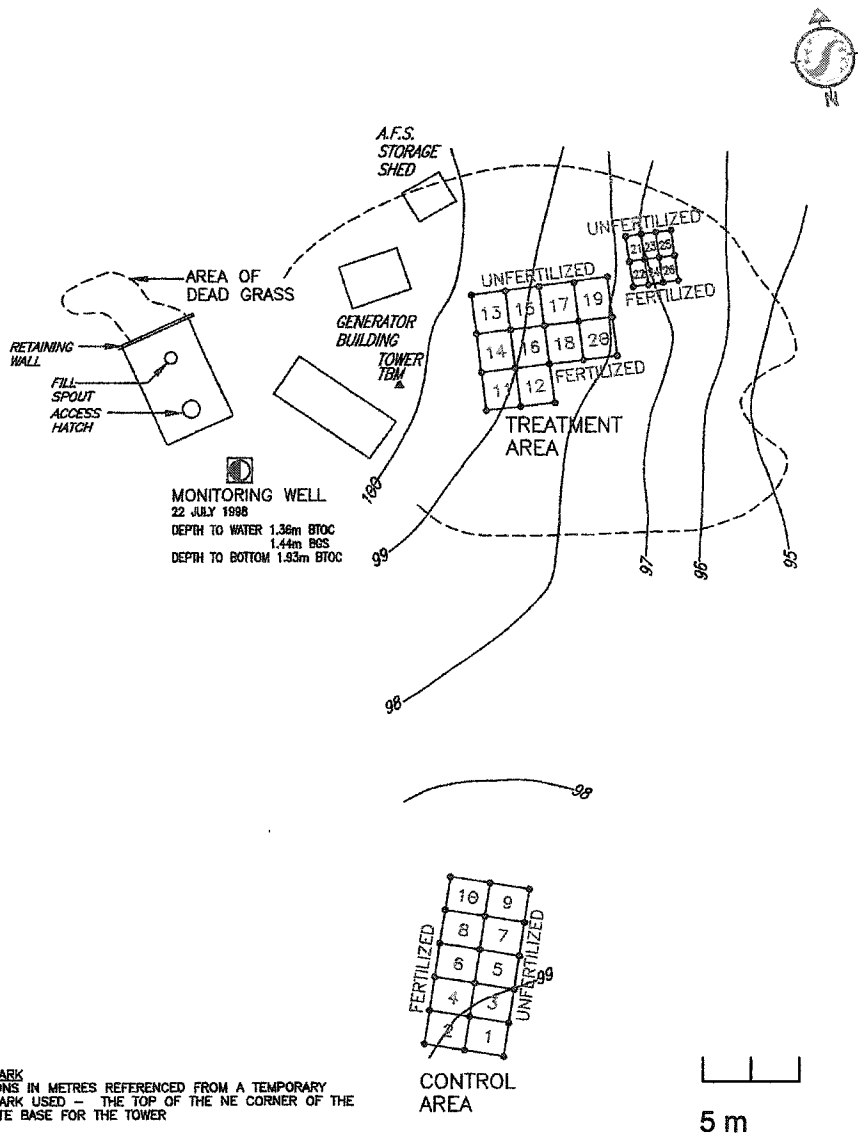 N
A.F.S.
STORAGE
SHED
UNFERTILIZED
21 23 25
22 24 26
FERTILIZED
AREA OF
DEAD GRASS
UNFERTILIZED
13 15 17 19
14 16 18 20
11 12
FERTILIZED
TREATMENT
AREA
GENERATOR
BUILDING
TOWER
TBM
RETAINING
WALL
FILL
SPOUT
ACCESS
HATCH
MONITORING WELL
22 JULY 1998
DEPTH TO WATER 1.36m BTOC
1.44m BGS
DEPTH TO BOTTOM 1.93m BTOC
100
99
97
96
95
98
98
10 9
8 7
6 5
4 3
2 1
99
FERTILIZED
UNFERTILIZED
CONTROL
AREA
ARK
ONS IN METRES REFERENCED FROM A TEMPORARY
ARK USED – THE TOP OF THE NE CORNER OF THE
TE BASE FOR THE TOWER
5 m